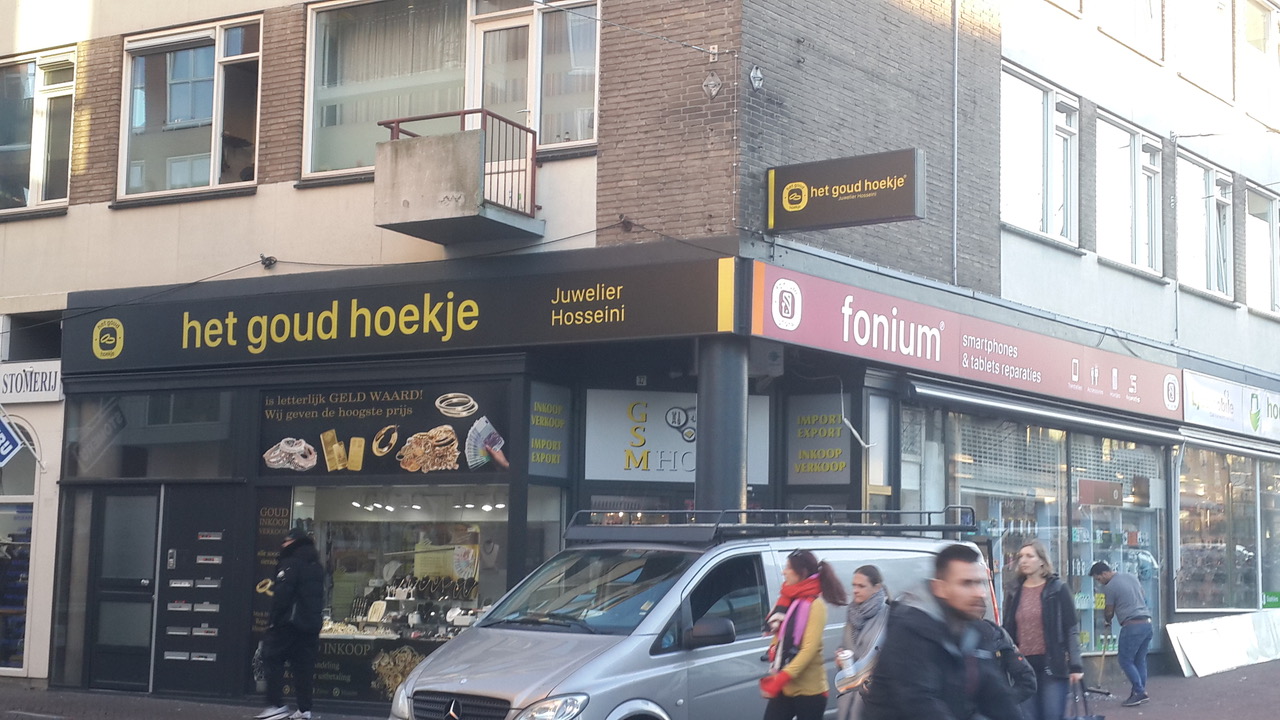 het goud hoekje®
Juwelier Hosseini
het goud hoekje
Juwelier
Hosseini
fonium®
smartphones
& tablets reparaties
STOMERIJ
is letterlijk GELD WAARD!
Wij geven de hoogste prijs
INKOOP
VERKOOP
IMPORT
EXPORT
GSM HO
IMPORT
EXPORT
INKOOP
VERKOOP
GOUD
INKOOP
INKOOP